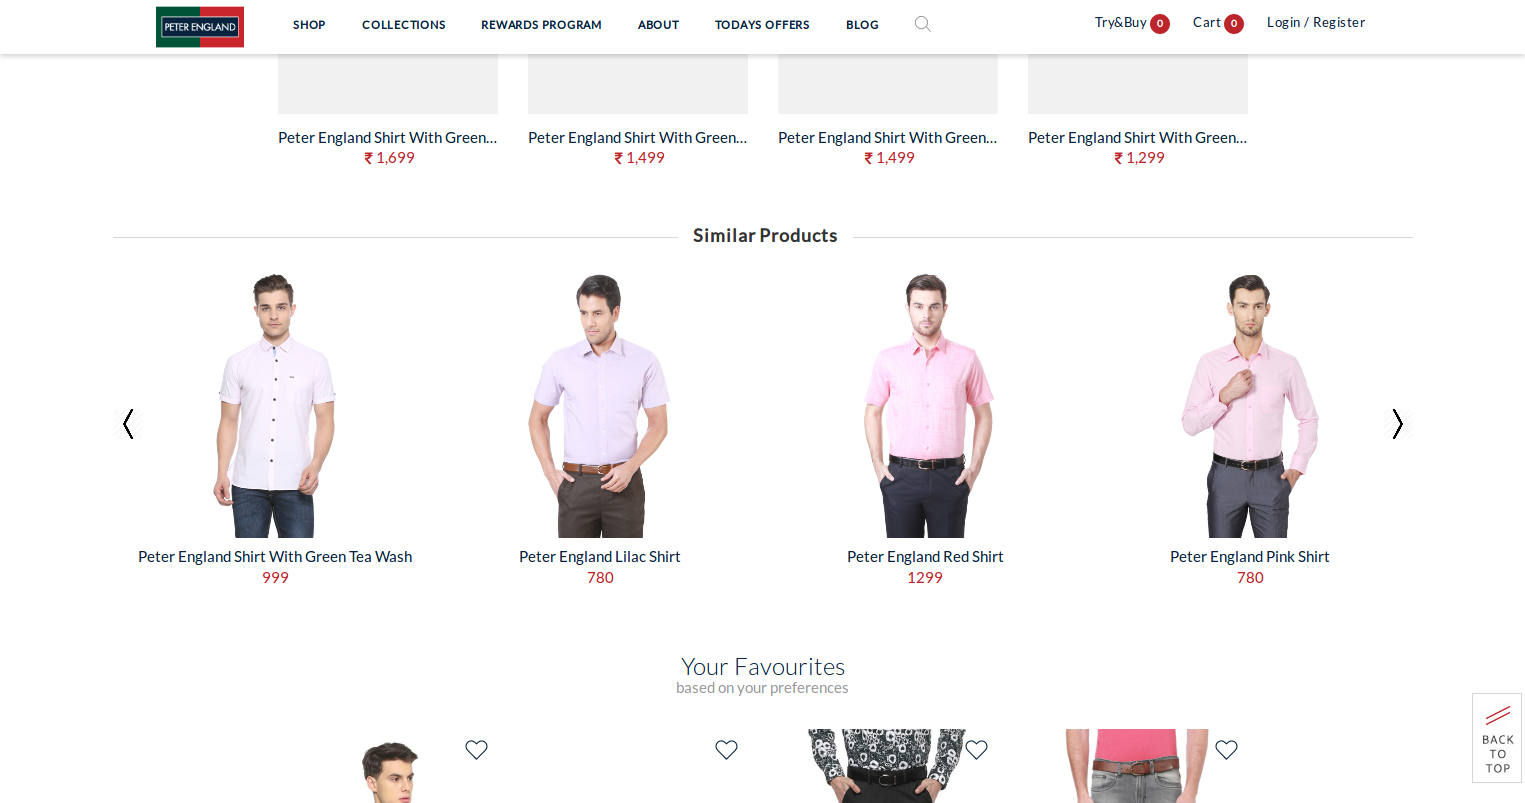 PETER ENGLAND
SHOP COLLECTIONS REWARDS PROGRAM ABOUT TODAYS OFFERS BLOG Try&Buy 0 Cart 0 Login / Register
Peter England Shirt With Green... Peter England Shirt With Green... Peter England Shirt With Green... Peter England Shirt With Green...
₹ 1,699 ₹ 1,499 ₹ 1,499 ₹ 1,299
Similar Products
Peter England Shirt With Green Tea Wash Peter England Lilac Shirt Peter England Red Shirt Peter England Pink Shirt
999 780 1299 780
Your Favourites
based on your preferences
BACK
TO
TOP